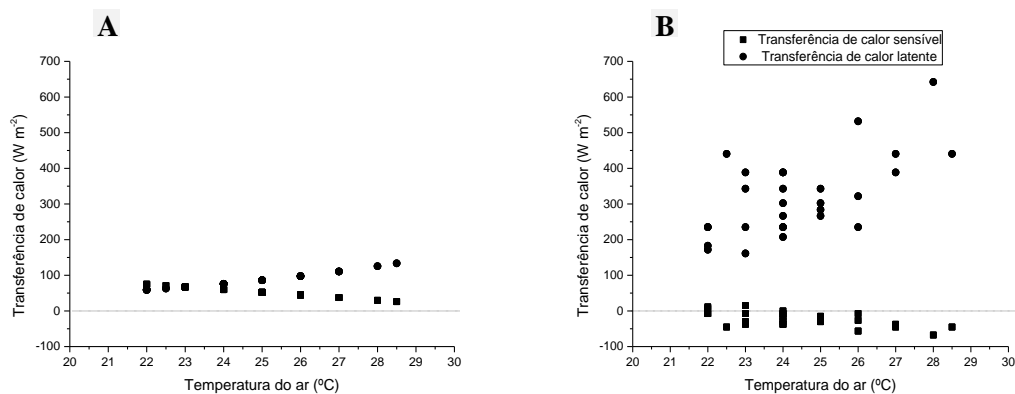 A
Transferência de calor (W m-2)
700
600
500
400
300
200
100
0
-100
20 21 22 23 24 25 26 27 28 29 30
Temperatura do ar (ºC)
B
Transferência de calor sensível
Transferência de calor latente
Transferência de calor (W m-2)
700
600
500
400
300
200
100
0
-100
20 21 22 23 24 25 26 27 28 29 30
Temperatura do ar (ºC)